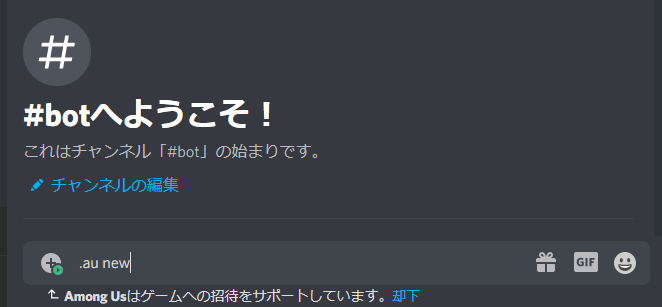 #botへようこそ！
これはチャンネル「#bot」の始まりです。
チャンネルの編集
.au new
GIF
Among Usはゲームへの招待をサポートしています。却下